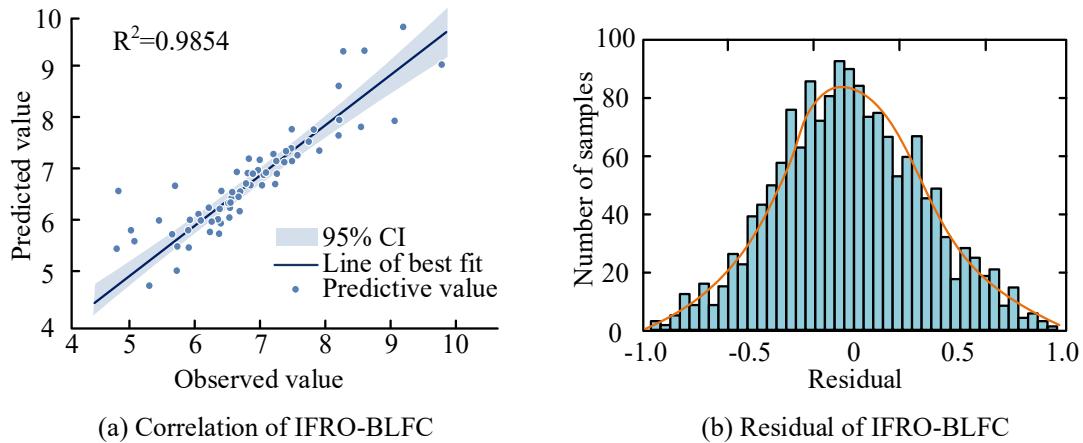 R²=0.9854
10
9
8
7
6
5
4
Predicted value
95% CI
Line of best fit
Predictive value
4 5 6 7 8 9 10
Observed value
(a) Correlation of IFRO-BLFC
100
80
60
40
20
0
Number of samples
-1.0 -0.5 0 0.5 1.0
Residual
(b) Residual of IFRO-BLFC